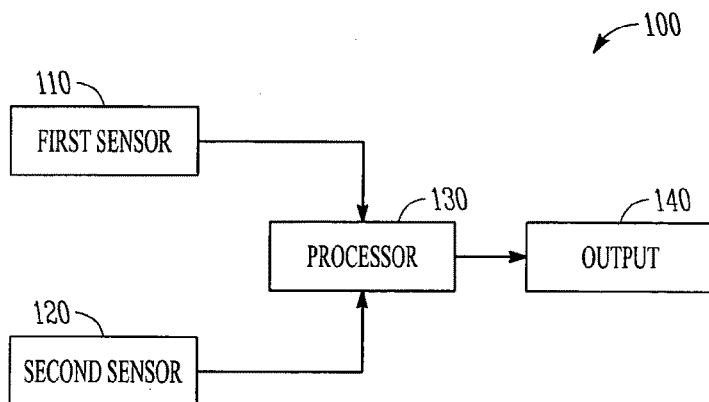 100
110
FIRST SENSOR
130
PROCESSOR
140
OUTPUT
120
SECOND SENSOR